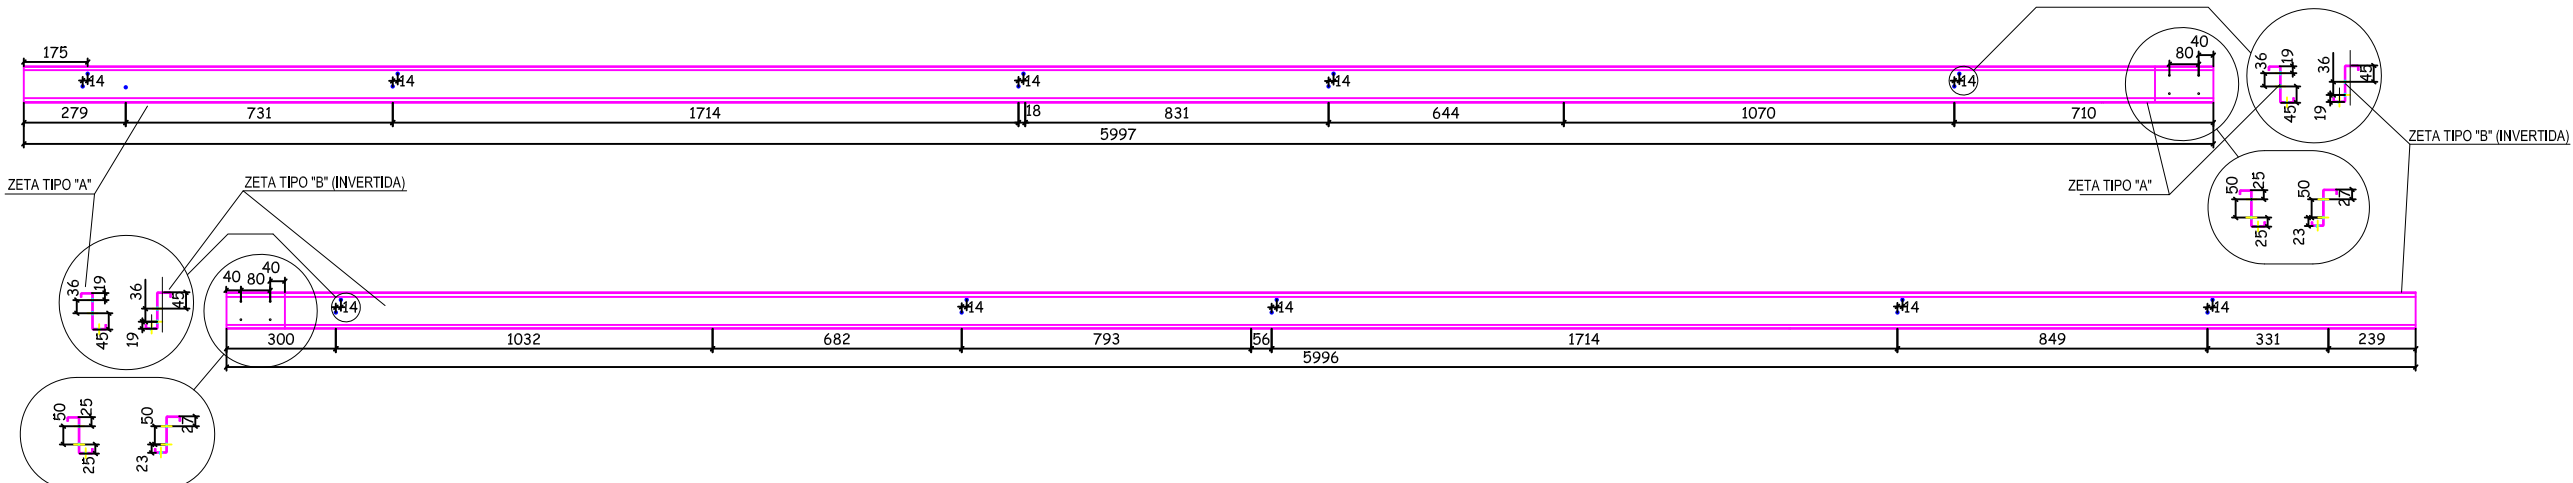 175
40
80
14 14 14 14 14
279 731 1714 18 831 644 1070 710
5997
36 19 45
36 45 19
ZETA TIPO "B" (INVERTIDA)
ZETA TIPO "A"
ZETA TIPO "B" (INVERTIDA)
ZETA TIPO "A"
50 25 25
50 27 23
36 19 45
36 45 19
40 80 40
14 14 14 14 14
300 1032 682 793 56 1714 849 331 239
5996
50 25 25
50 27 23